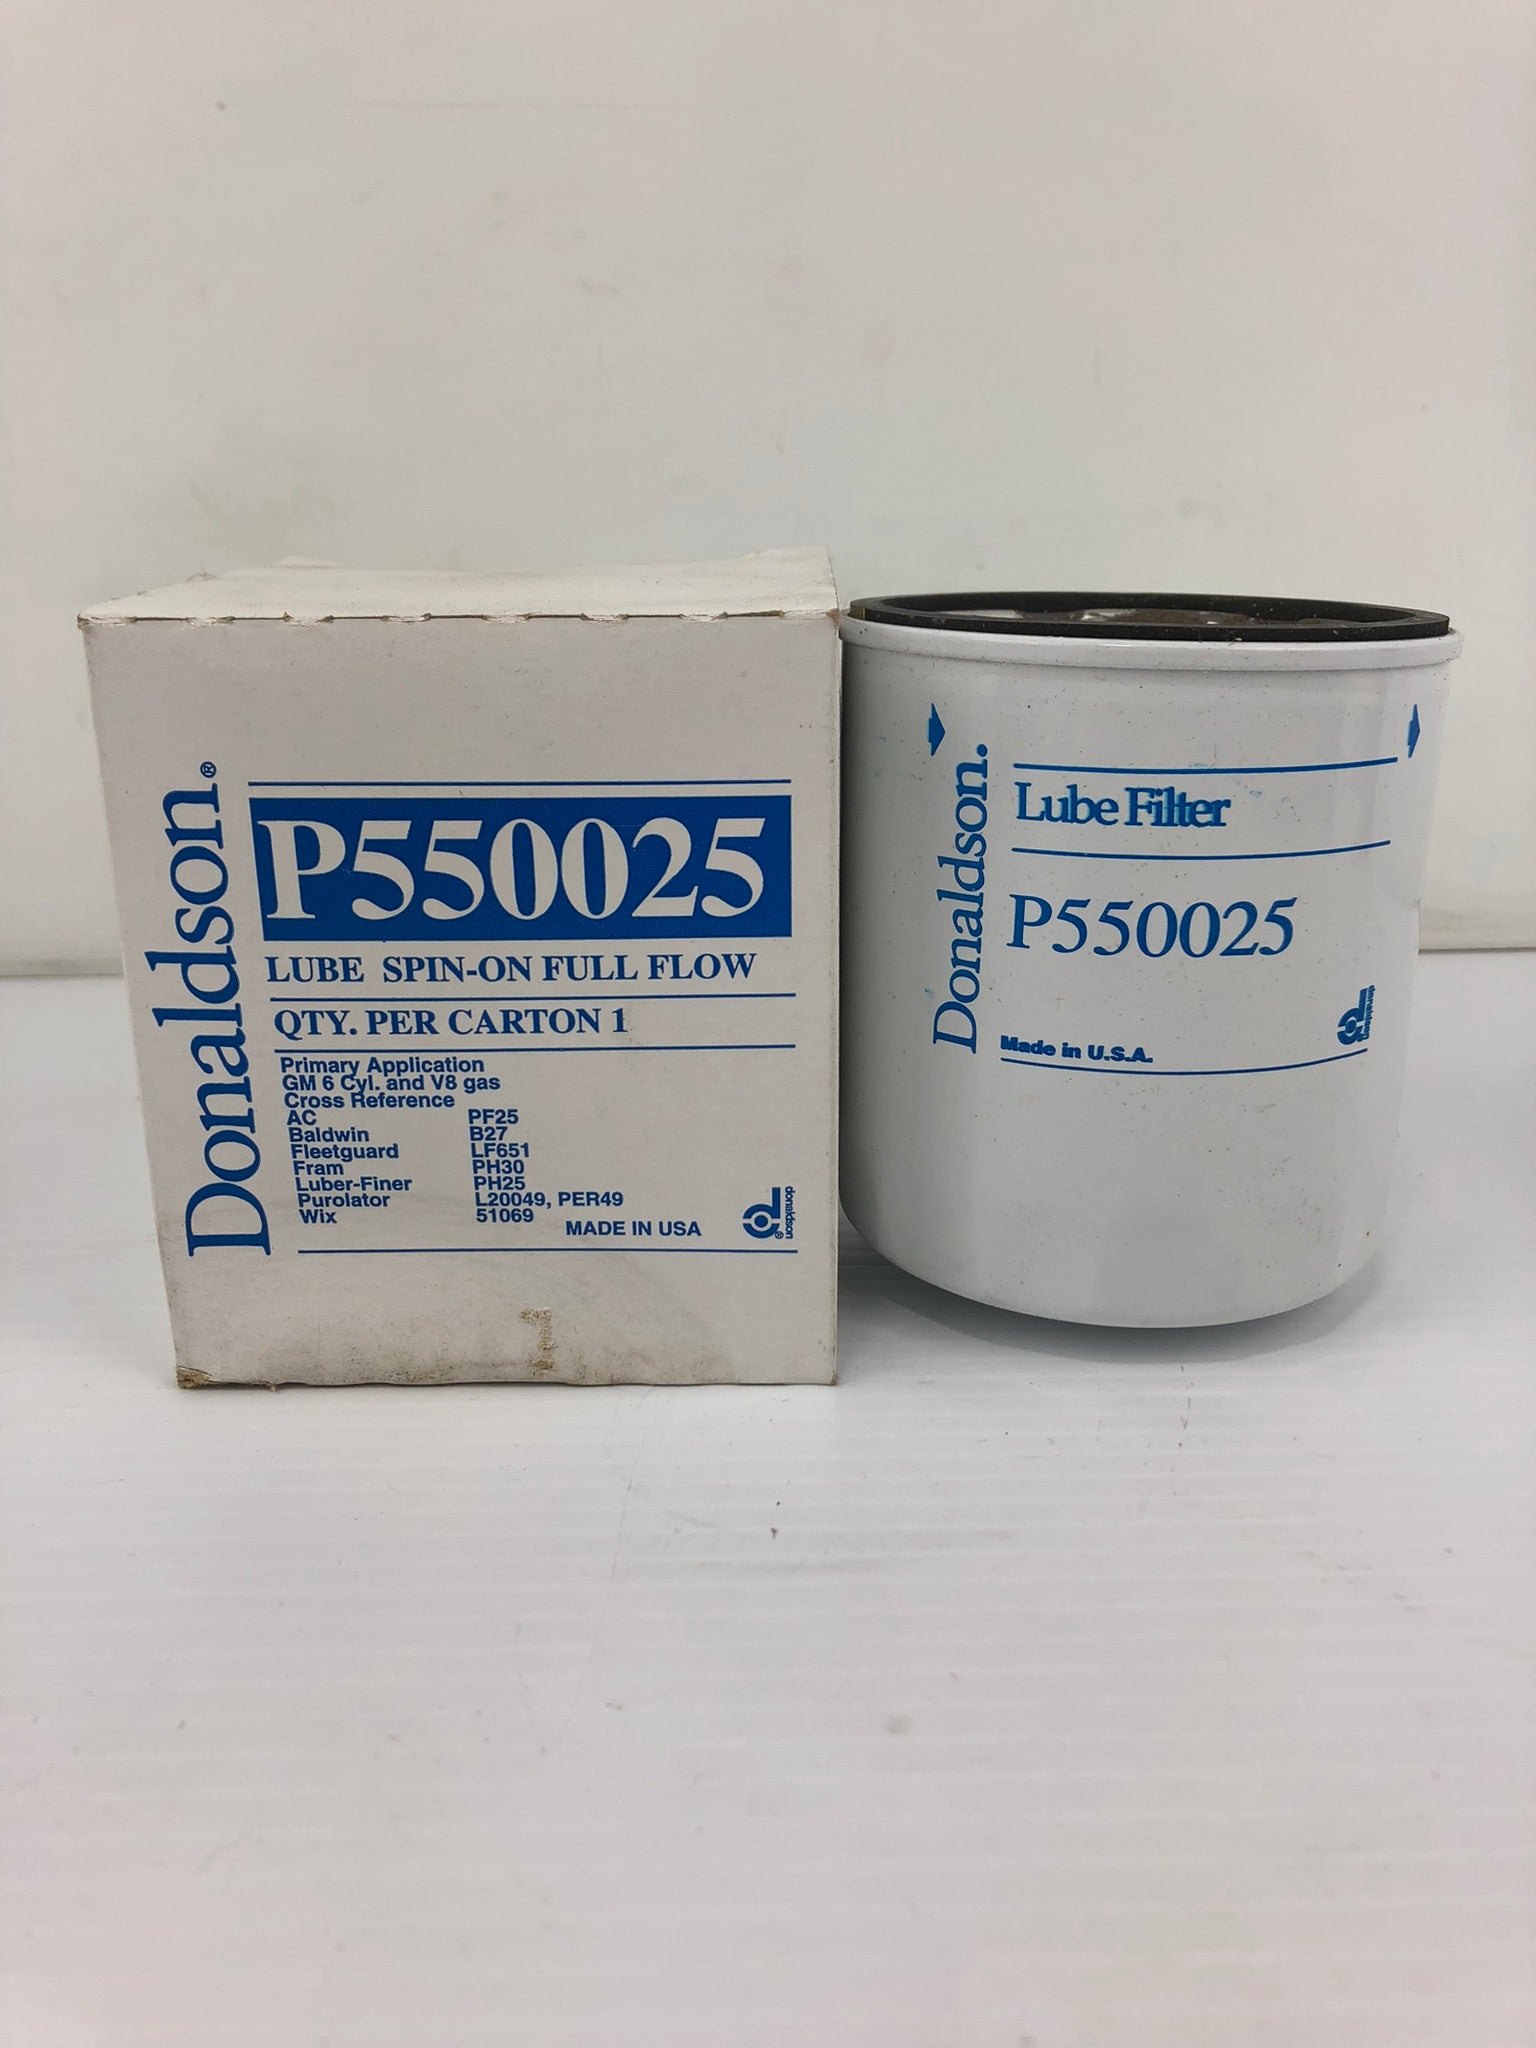 Donaldson®
P550025
LUBE SPIN-ON FULL FLOW
QTY. PER CARTON 1
Primary Application
GM 6 Cyl. and V8 gas
Cross Reference
AC PF25
Baldwin B27
Fleetguard LF651
Fram PH30
Luber-Finer PH25
Purolator L20049, PER49
Wix 51069
MADE IN USA
donaldson®
Donaldson.
Lube Filter
P550025
Made in U.S.A.
donaldson